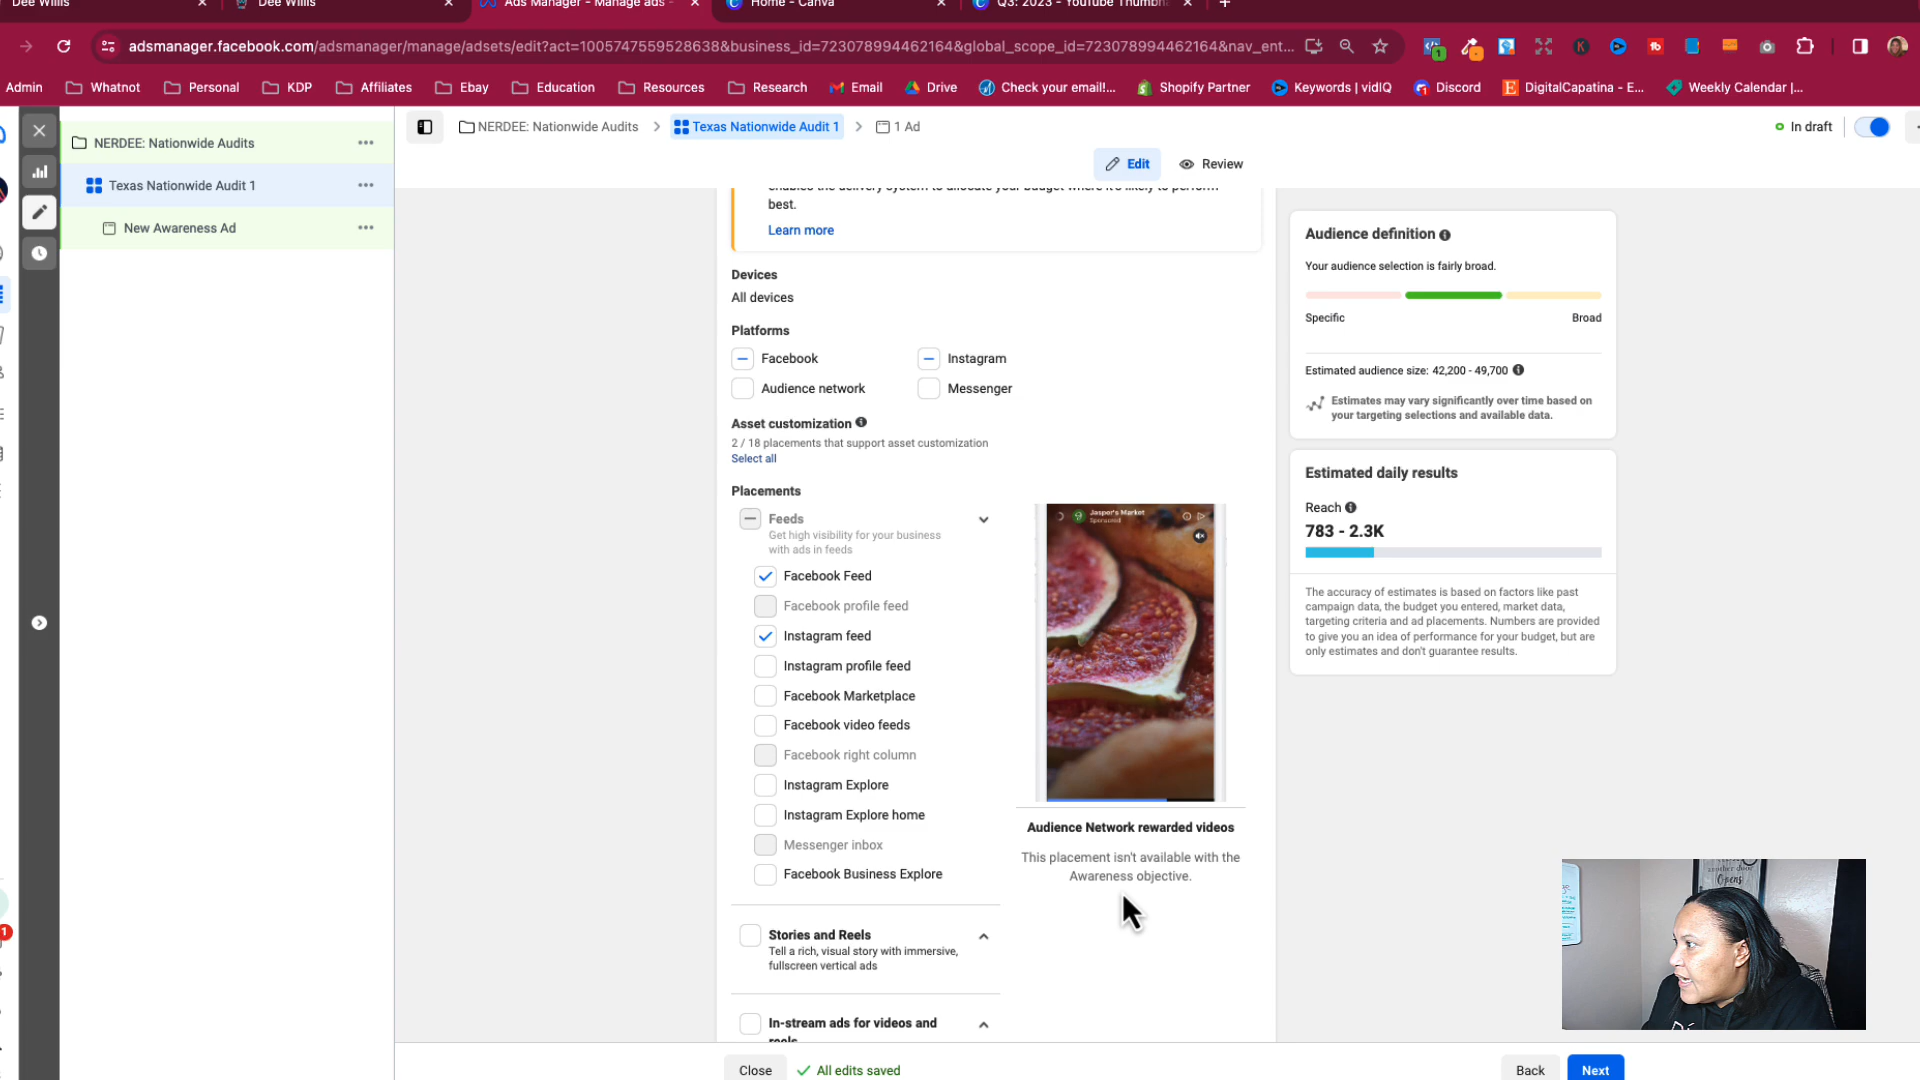 Dee Willis
Dee Willis
Ads Manager - Manage ads -
Home - Canva
Q3: 2023 - YouTube Thumbn
adsmanager.facebook.com/adsmanager/manage/adsets/edit?act=1005747559528638&business_id=723078994462164&global_scope_id=723078994462164&nav_ent...
Admin Whatnot Personal KDP Affiliates Ebay Education Resources Research Email Drive Check your email!... Shopify Partner Keywords | vidIQ Discord DigitalCapatina - E... Weekly Calendar |...
NERDEE: Nationwide Audits
Texas Nationwide Audit 1
New Awareness Ad
NERDEE: Nationwide Audits > Texas Nationwide Audit 1 > 1 Ad
In draft
Edit Review
enables the delivery system to allocate your budget where it's likely to perform
best.
Learn more
Devices
All devices
Platforms
Facebook Instagram
Audience network Messenger
Asset customization
2 / 18 placements that support asset customization
Select all
Placements
Feeds
Get high visibility for your business
with ads in feeds
Facebook Feed
Facebook profile feed
Instagram feed
Instagram profile feed
Facebook Marketplace
Facebook video feeds
Facebook right column
Instagram Explore
Instagram Explore home
Messenger inbox
Facebook Business Explore
Stories and Reels
Tell a rich, visual story with immersive,
fullscreen vertical ads
In-stream ads for videos and
reels
Jasper's Market
Sponsored
Audience Network rewarded videos
This placement isn't available with the
Awareness objective.
Audience definition
Your audience selection is fairly broad.
Specific Broad
Estimated audience size: 42,200 - 49,700
Estimates may vary significantly over time based on
your targeting selections and available data.
Estimated daily results
Reach
783 - 2.3K
The accuracy of estimates is based on factors like past
campaign data, the budget you entered, market data,
targeting criteria and ad placements. Numbers are provided
to give you an idea of performance for your budget, but are
only estimates and don't guarantee results.
another door
Opens
Close All edits saved
Back Next
1